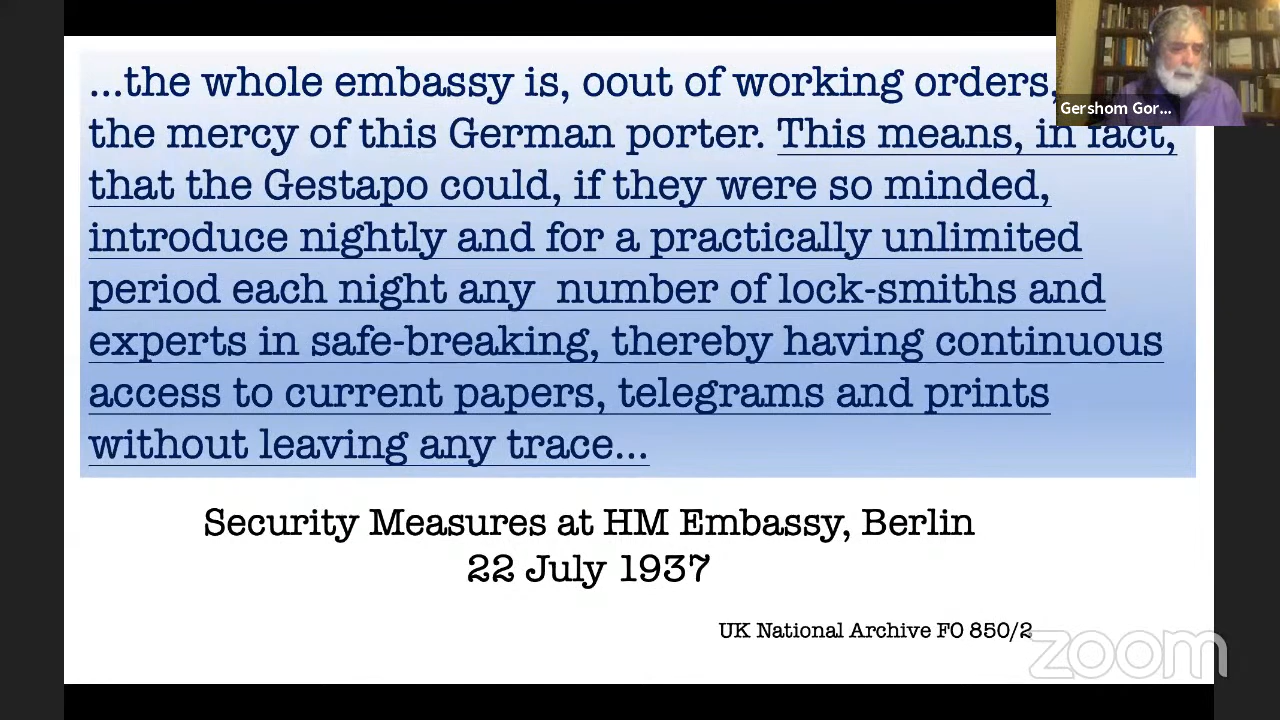 ...the whole embassy is, oout of working orders,
the mercy of this German porter. This means, in fact,
that the Gestapo could, if they were so minded,
introduce nightly and for a practically unlimited
period each night any number of lock-smiths and
experts in safe-breaking, thereby having continuous
access to current papers, telegrams and prints
without leaving any trace...
Security Measures at HM Embassy, Berlin
22 July 1937
UK National Archive FO 850/2
Gershom Gor...
zoom